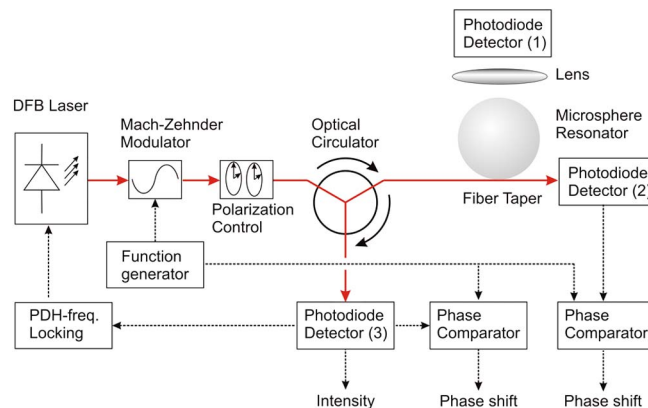 Photodiode
Detector (1)
Lens
DFB Laser
Mach-Zehnder
Modulator
Optical
Circulator
Microsphere
Resonator
Photodiode
Detector (2)
Polarization
Control
Fiber Taper
Function
generator
PDH-freq.
Locking
Photodiode
Detector (3)
Phase
Comparator
Phase
Comparator
Intensity
Phase shift
Phase shift